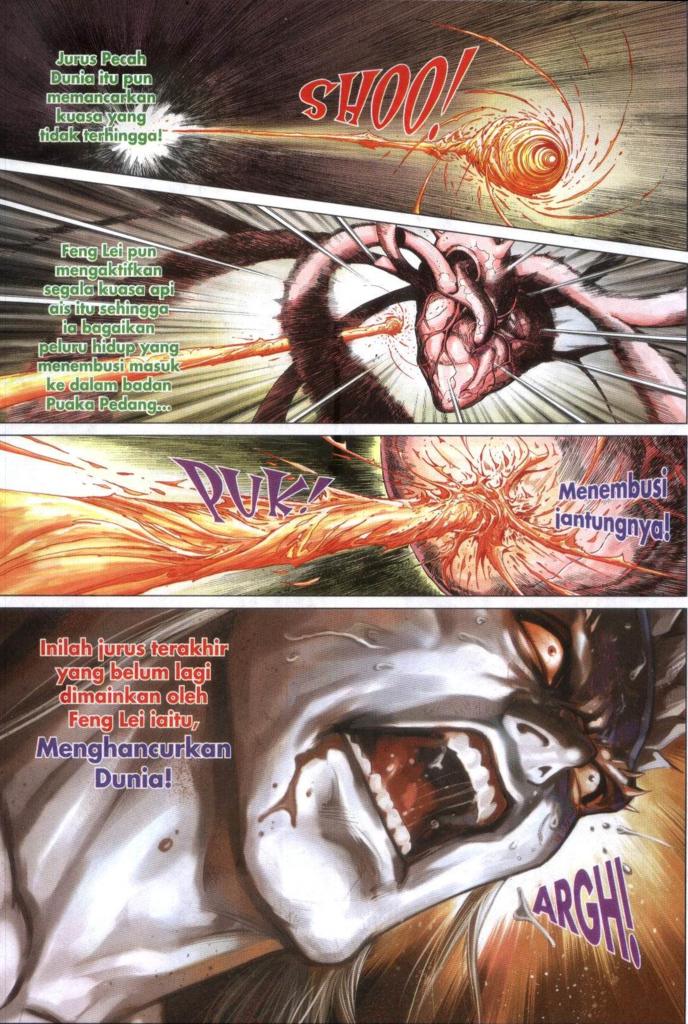 Jurus Pecah
Dunia itu pun
memancarkan
kuasa yang
tidak terhingga!
SHOO!
Feng Lei pun
mengaktifkan
segala kuasa api
ais itu sehingga
ia bagaikan
peluru hidup yang
menembusi masuk
ke dalam badan
Puaka Pedang...
PUK!
Menembusi
jantungnya!
Inilah jurus terakhir
yang belum lagi
dimainkan oleh
Feng Lei iaitu,
Menghancurkan
Dunia!
ARGH!